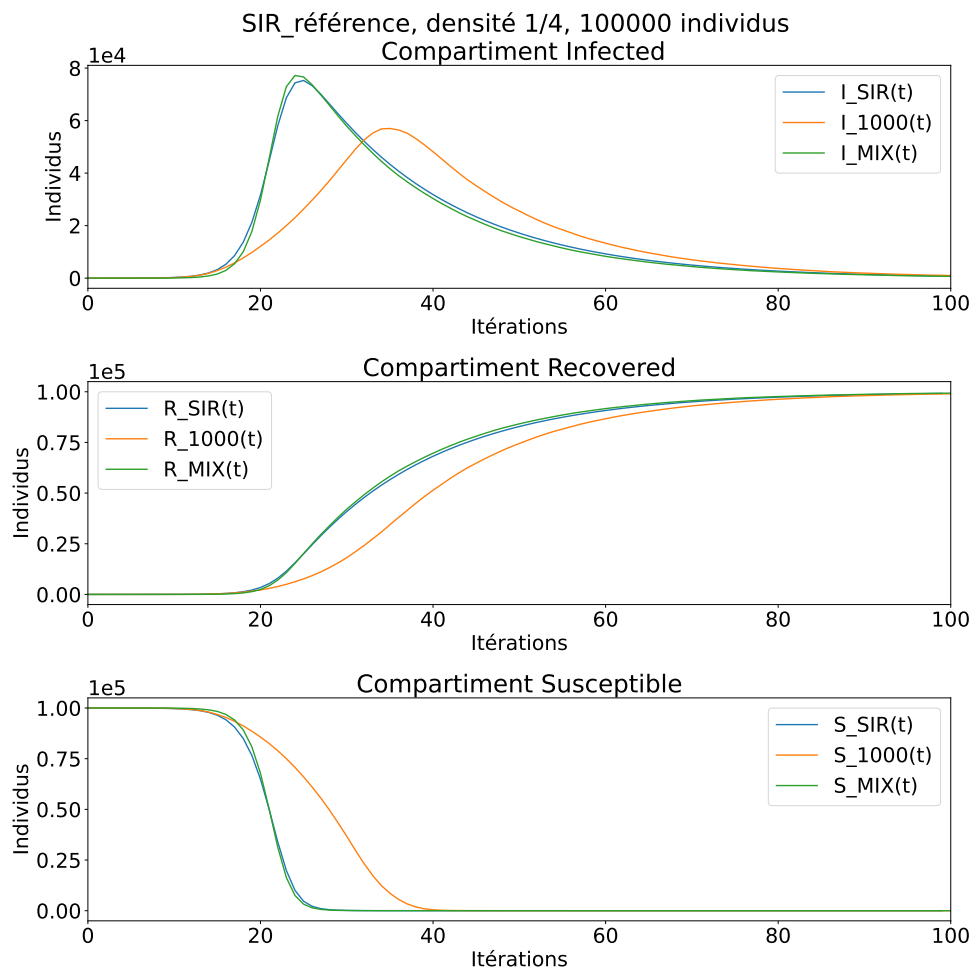 SIR_référence, densité 1/4, 100000 individus
Compartiment Infected
1e4
8
6
4
2
0
Individus
I_SIR(t)
I_1000(t)
I_MIX(t)
0 20 40 60 80 100
Itérations
Compartiment Recovered
1e5
1.00
0.75
0.50
0.25
0.00
Individus
R_SIR(t)
R_1000(t)
R_MIX(t)
0 20 40 60 80 100
Itérations
Compartiment Susceptible
1e5
1.00
0.75
0.50
0.25
0.00
Individus
S_SIR(t)
S_1000(t)
S_MIX(t)
0 20 40 60 80 100
Itérations